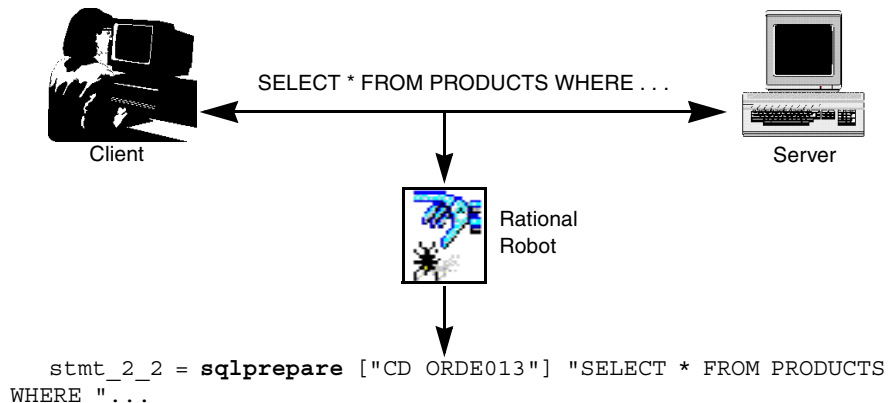 SELECT * FROM PRODUCTS WHERE . . .
Client
Server
Rational
Robot
stmt_2_2 = sqlprepare ["CD ORDE013"] "SELECT * FROM PRODUCTS
WHERE "...